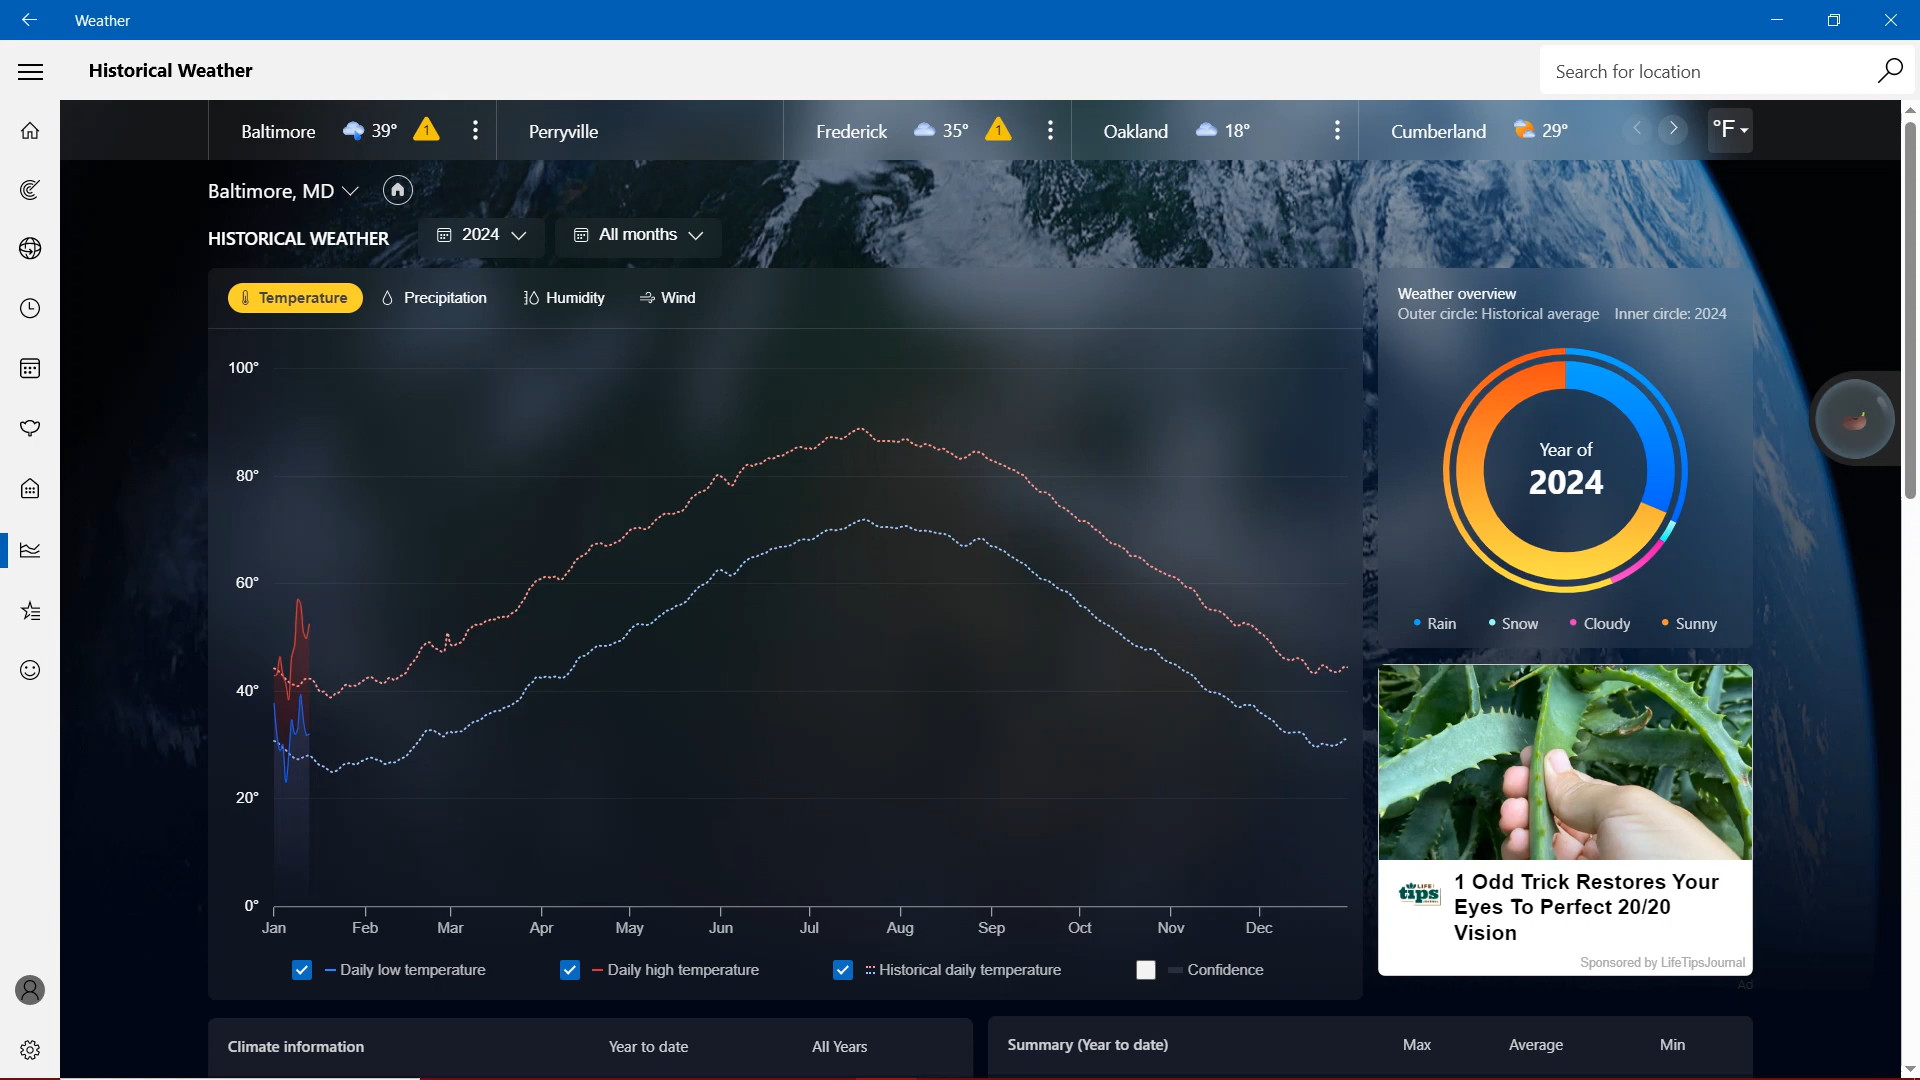 Weather
Historical Weather
Search for location
Baltimore 39° 1
Perryville
Frederick 35° 1
Oakland 18°
Cumberland 29°
°F
Baltimore, MD
HISTORICAL WEATHER
2024
All months
Temperature
Precipitation
Humidity
Wind
100°
80°
60°
40°
20°
0°
Jan Feb Mar Apr May Jun Jul Aug Sep Oct Nov Dec
Daily low temperature
Daily high temperature
Historical daily temperature
Confidence
Weather overview
Outer circle: Historical average Inner circle: 2024
Year of
2024
Rain Snow Cloudy Sunny
LIFE
tips
JOURNAL
1 Odd Trick Restores Your
Eyes To Perfect 20/20
Vision
Sponsored by LifeTipsJournal
Ad
Climate information Year to date All Years
Summary (Year to date) Max Average Min